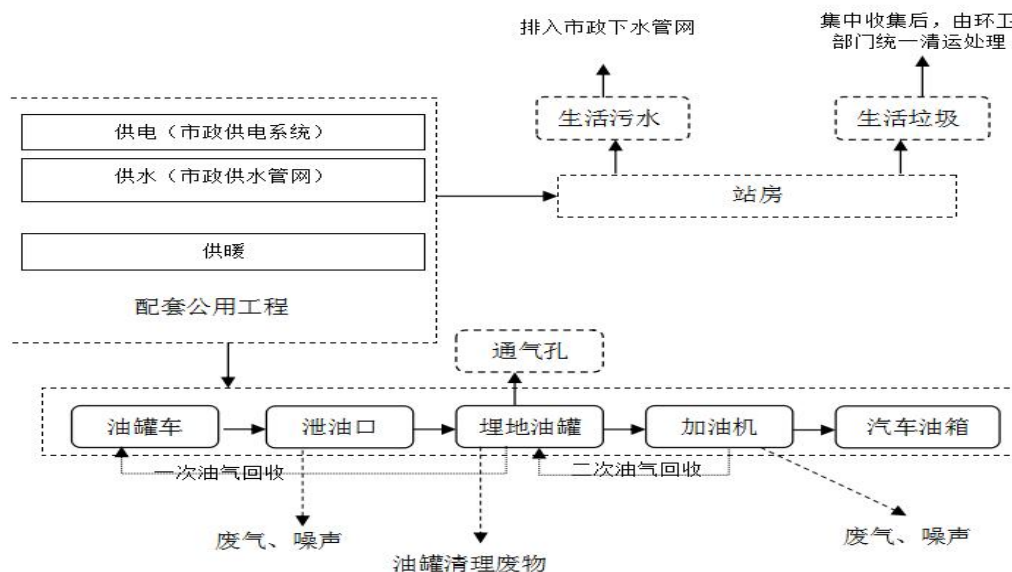 排入市政下水管网
集中收集后，由环卫
部门统一清运处理
生活污水
生活垃圾
供电（市政供电系统）
供水（市政供水管网）
站房
供暖
配套公用工程
通气孔
油罐车
泄油口
埋地油罐
加油机
汽车油箱
一次油气回收
二次油气回收
废气、噪声
油罐清理废物
废气、噪声